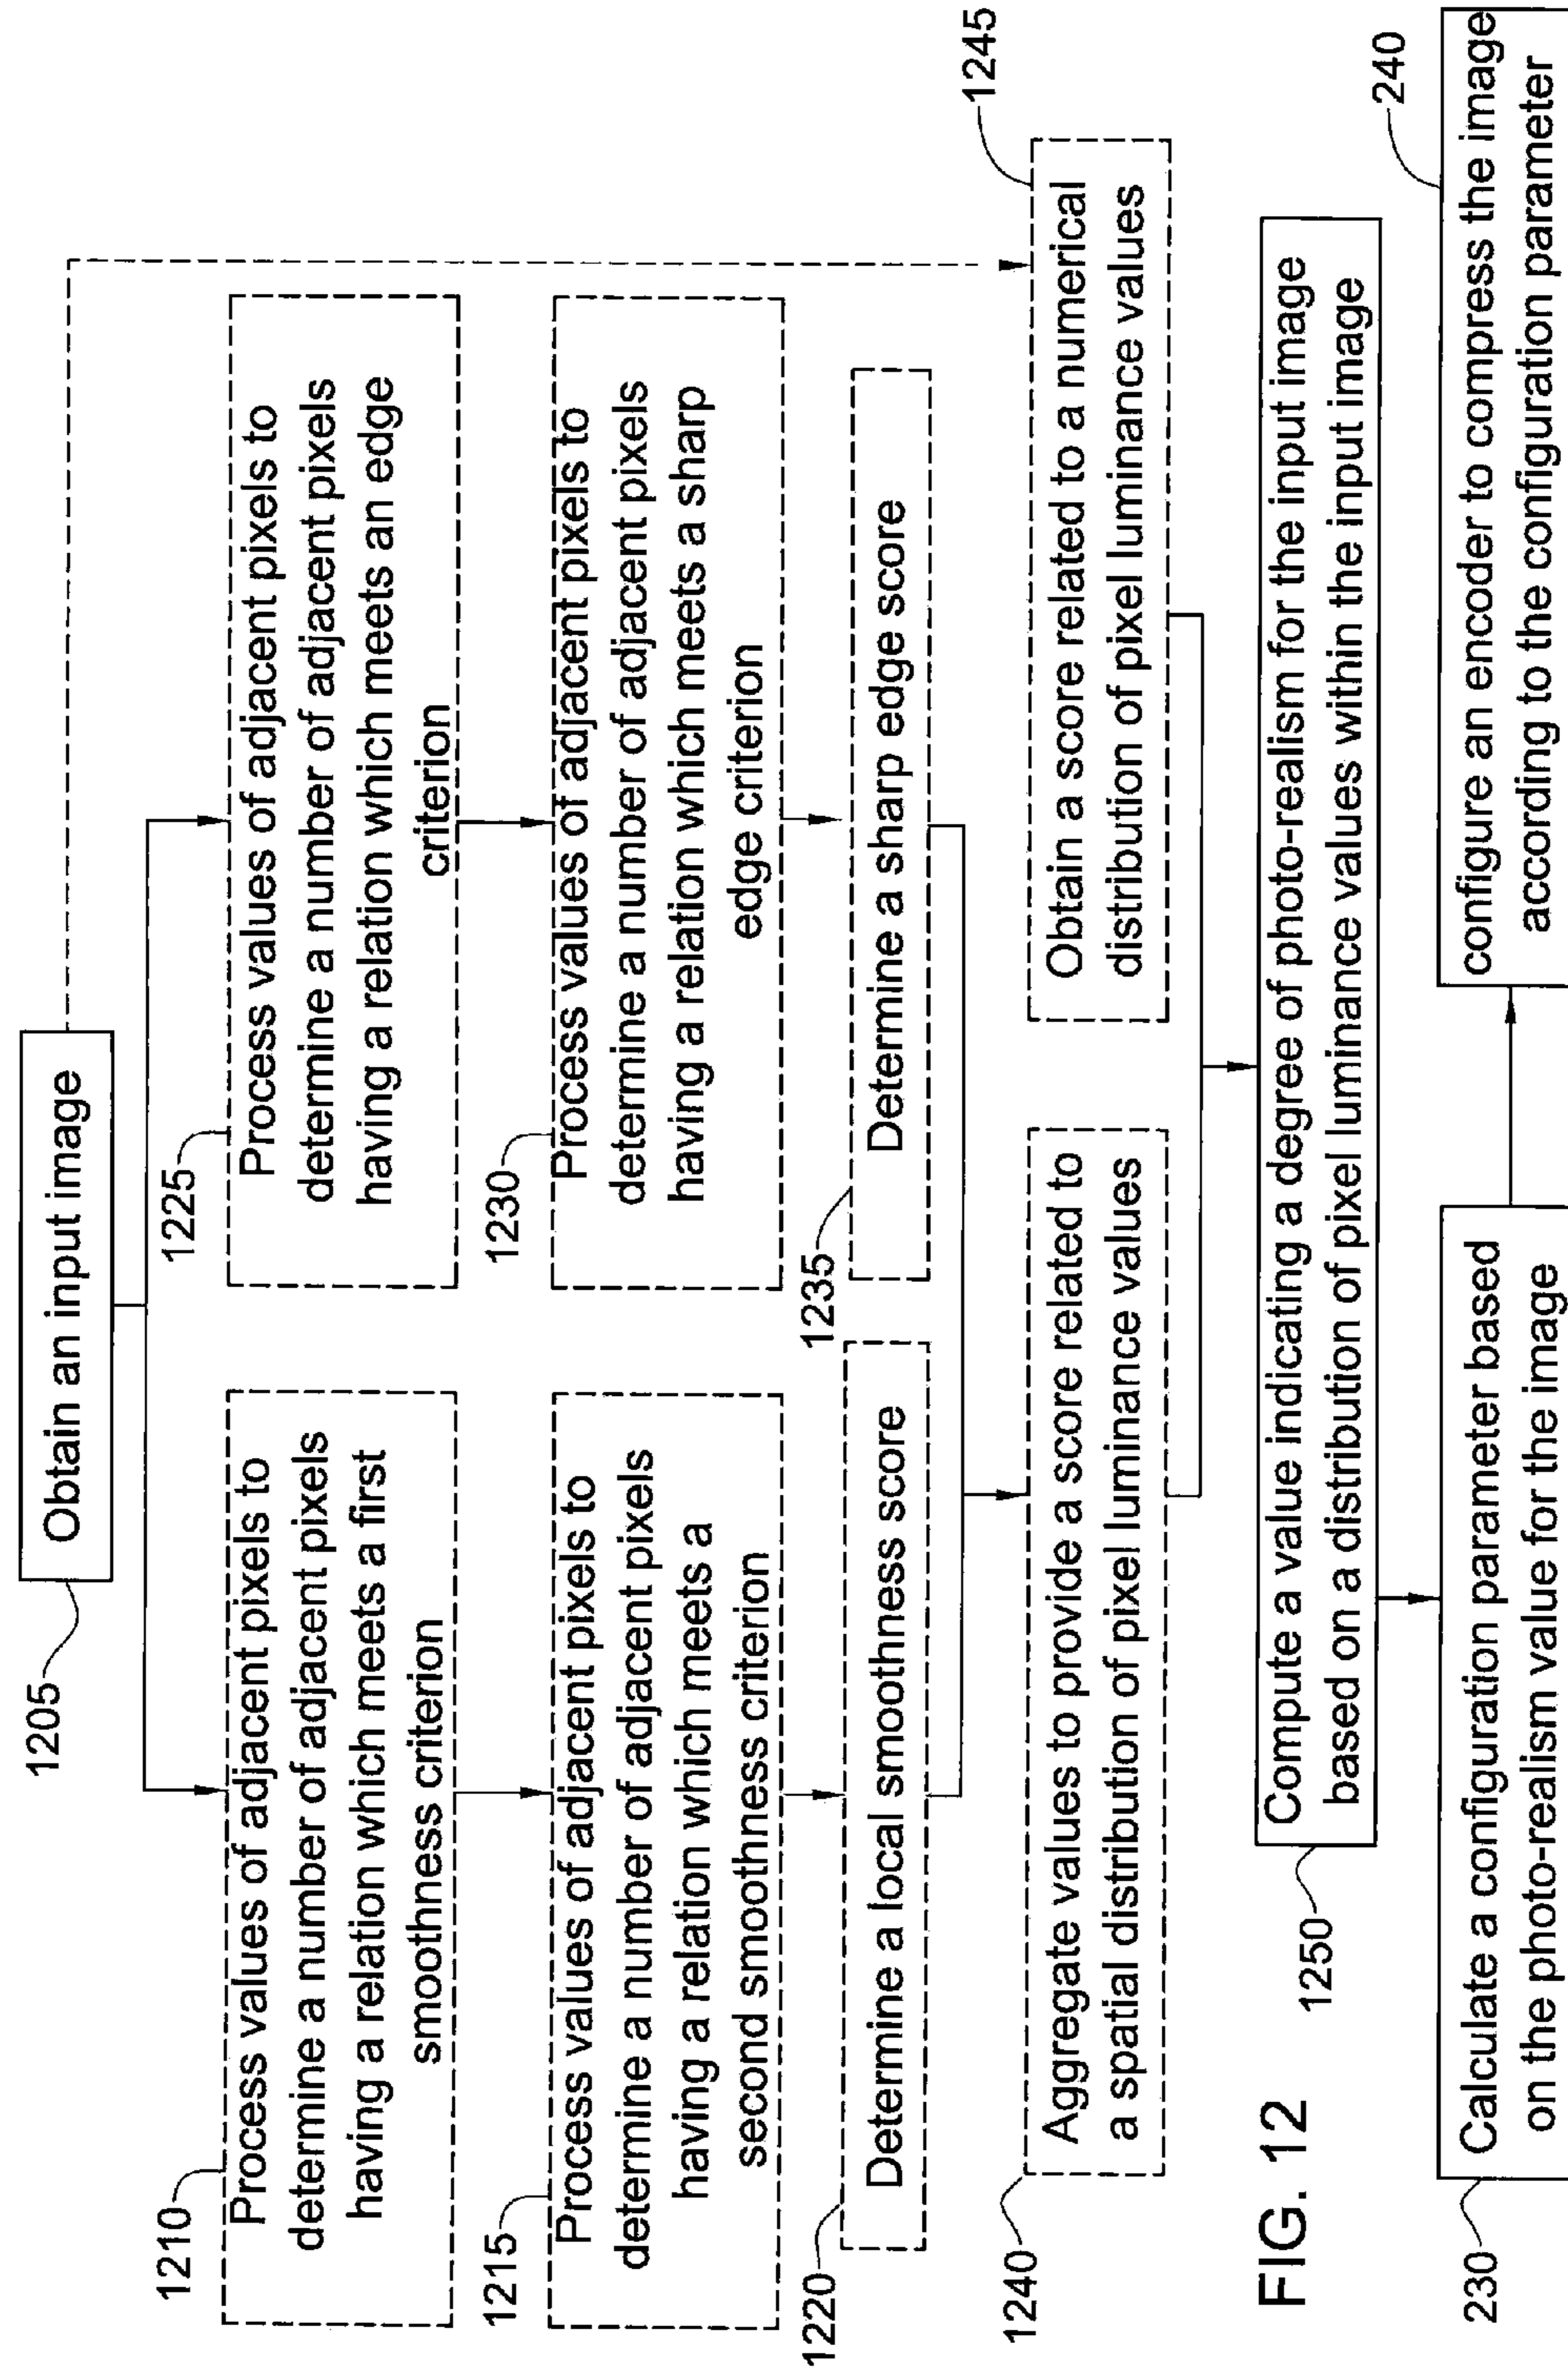 1205
Obtain an input image
1210
Process values of adjacent pixels to
determine a number of adjacent pixels
having a relation which meets a first
smoothness criterion
1225
Process values of adjacent pixels to
determine a number of adjacent pixels
having a relation which meets an edge
criterion
1215
Process values of adjacent pixels to
determine a number of adjacent pixels
having a relation which meets a
second smoothness criterion
1230
Process values of adjacent pixels to
determine a number of adjacent pixels
having a relation which meets a sharp
edge criterion
1220
Determine a local smoothness score
1235
Determine a sharp edge score
1240
Aggregate values to provide a score related to
a spatial distribution of pixel luminance values
1245
Obtain a score related to a numerical
distribution of pixel luminance values
FIG. 12
1250
Compute a value indicating a degree of photo-realism for the input image
based on a distribution of pixel luminance values within the input image
230
Calculate a configuration parameter based
on the photo-realism value for the image
240
configure an encoder to compress the image
according to the configuration parameter